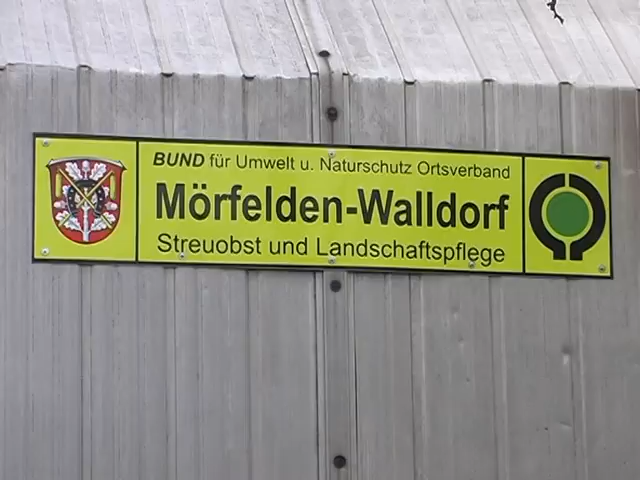 BUND für Umwelt u. Naturschutz Ortsverband
Mörfelden-Walldorf
Streuobst und Landschaftspflege